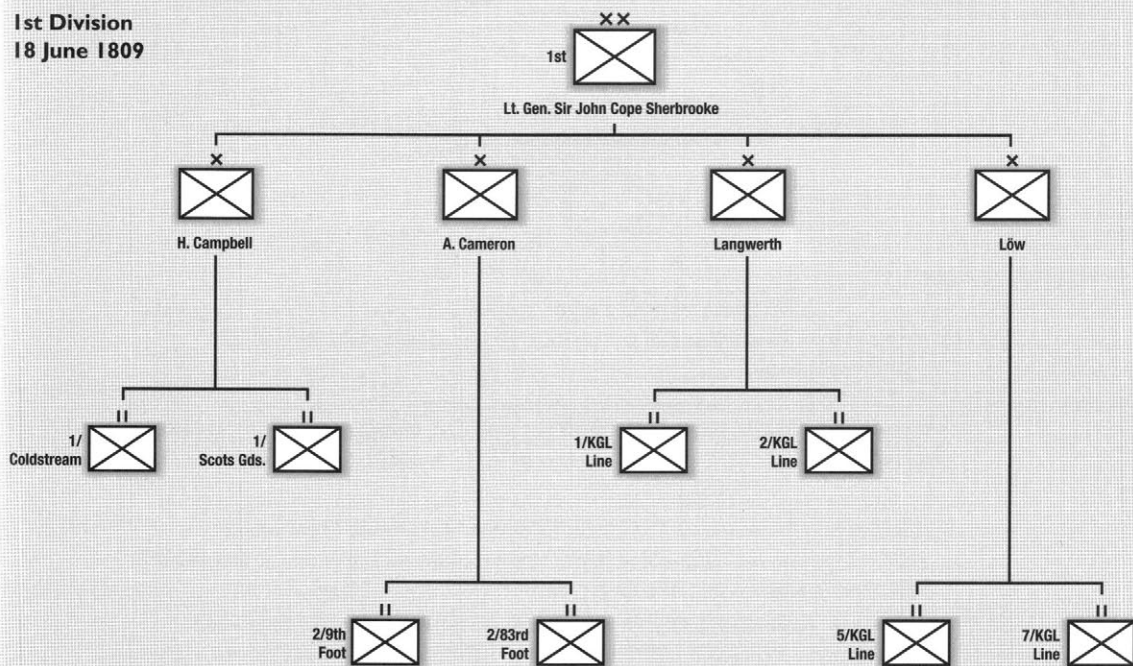 1st Division
18 June 1809
××
1st
Lt. Gen. Sir John Cope Sherbrooke
×
×
×
×
H. Campbell
A. Cameron
Langwerth
Löw
II
1/
Coldstream
II
1/
Scots Gds.
II
1/KGL
Line
II
2/KGL
Line
II
2/9th
Foot
II
2/83rd
Foot
II
5/KGL
Line
II
7/KGL
Line